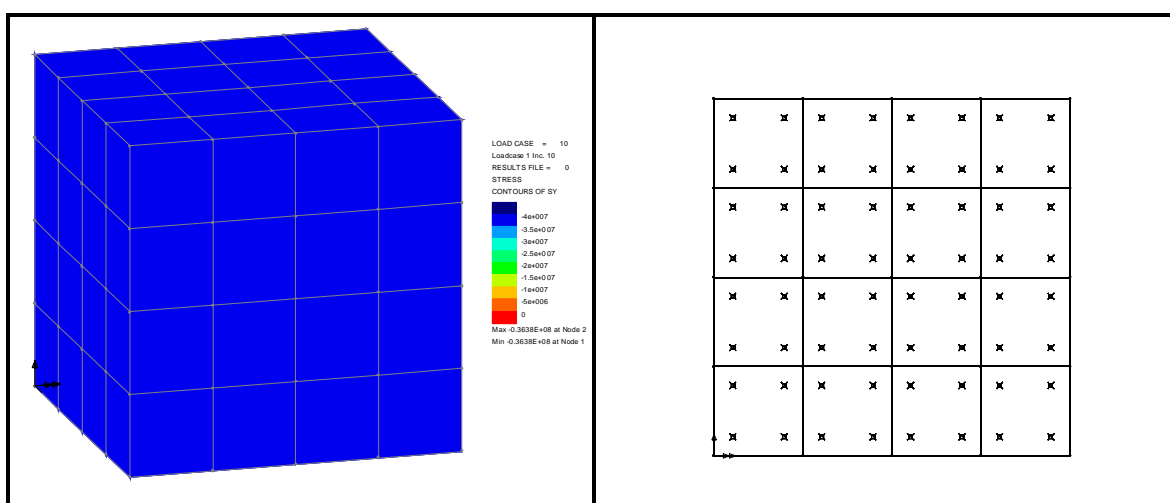 LOAD CASE = 10
Loadcase 1 Inc. 10
RESULTS FILE = 0
STRESS
CONTOURS OF SY
-4e+007
-3.5e+007
-3e+007
-2.5e+007
-2e+007
-1.5e+007
-1e+007
-5e+006
0
Max -0.3638E+08 at Node 2
Min -0.3638E+08 at Node 1